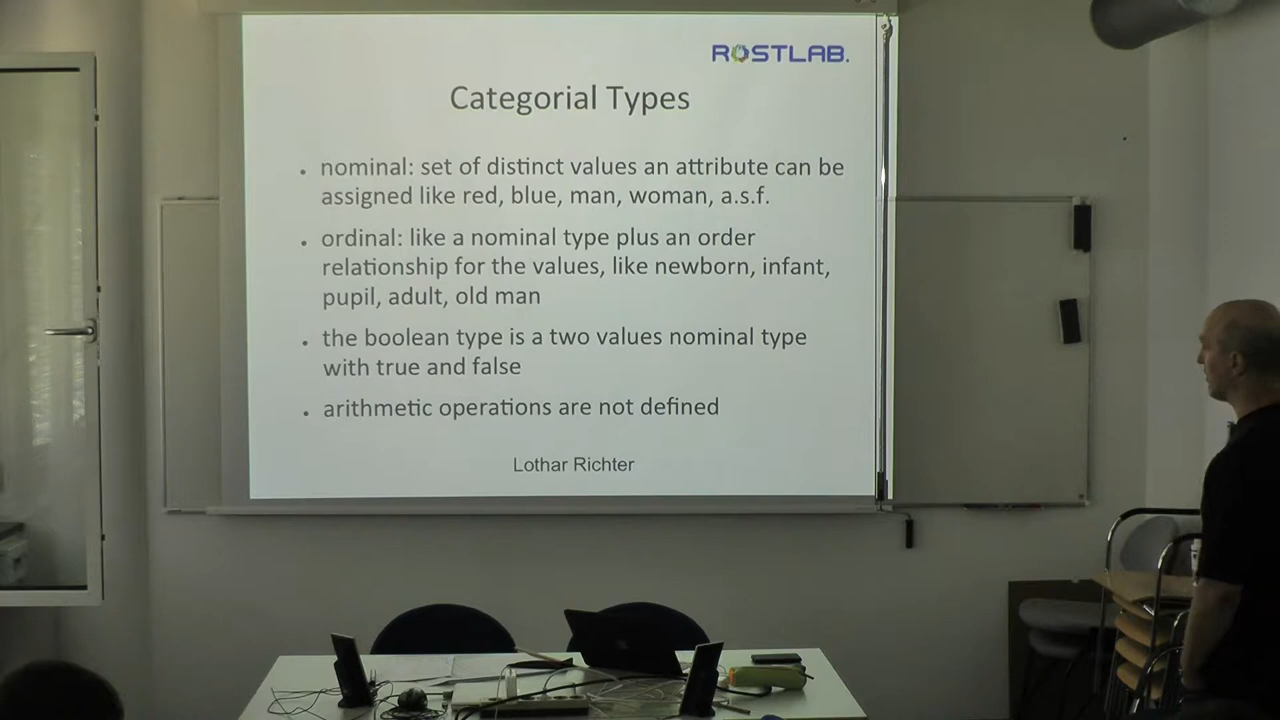 ROSTLAB.
Categorial Types
nominal: set of distinct values an attribute can be
assigned like red, blue, man, woman, a.s.f.
ordinal: like a nominal type plus an order
relationship for the values, like newborn, infant,
pupil, adult, old man
the boolean type is a two values nominal type
with true and false
arithmetic operations are not defined
Lothar Richter